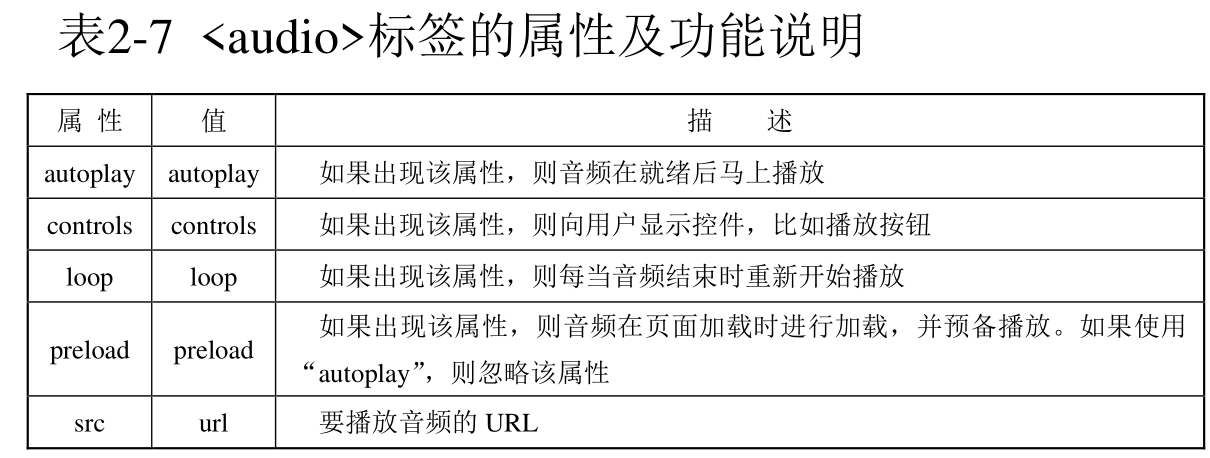 表2-7 <audio>标签的属性及功能说明
属 性 值 描 述
autoplay autoplay 如果出现该属性，则音频在就绪后马上播放
controls controls 如果出现该属性，则向用户显示控件，比如播放按钮
loop loop 如果出现该属性，则每当音频结束时重新开始播放
preload preload 如果出现该属性，则音频在页面加载时进行加载，并预备播放。如果使用
“autoplay”，则忽略该属性
src url 要播放音频的 URL